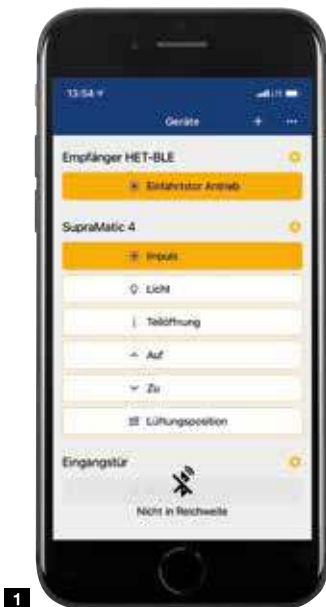 13:54
LTE
Geräte + ...
Empfänger HET-BLE
Einfahrtstor Antrieb
SupraMatic 4
Impuls
Licht
Teilöffnung
Auf
Zu
Lüftungsposition
Eingangstür
Nicht in Reichweite
1